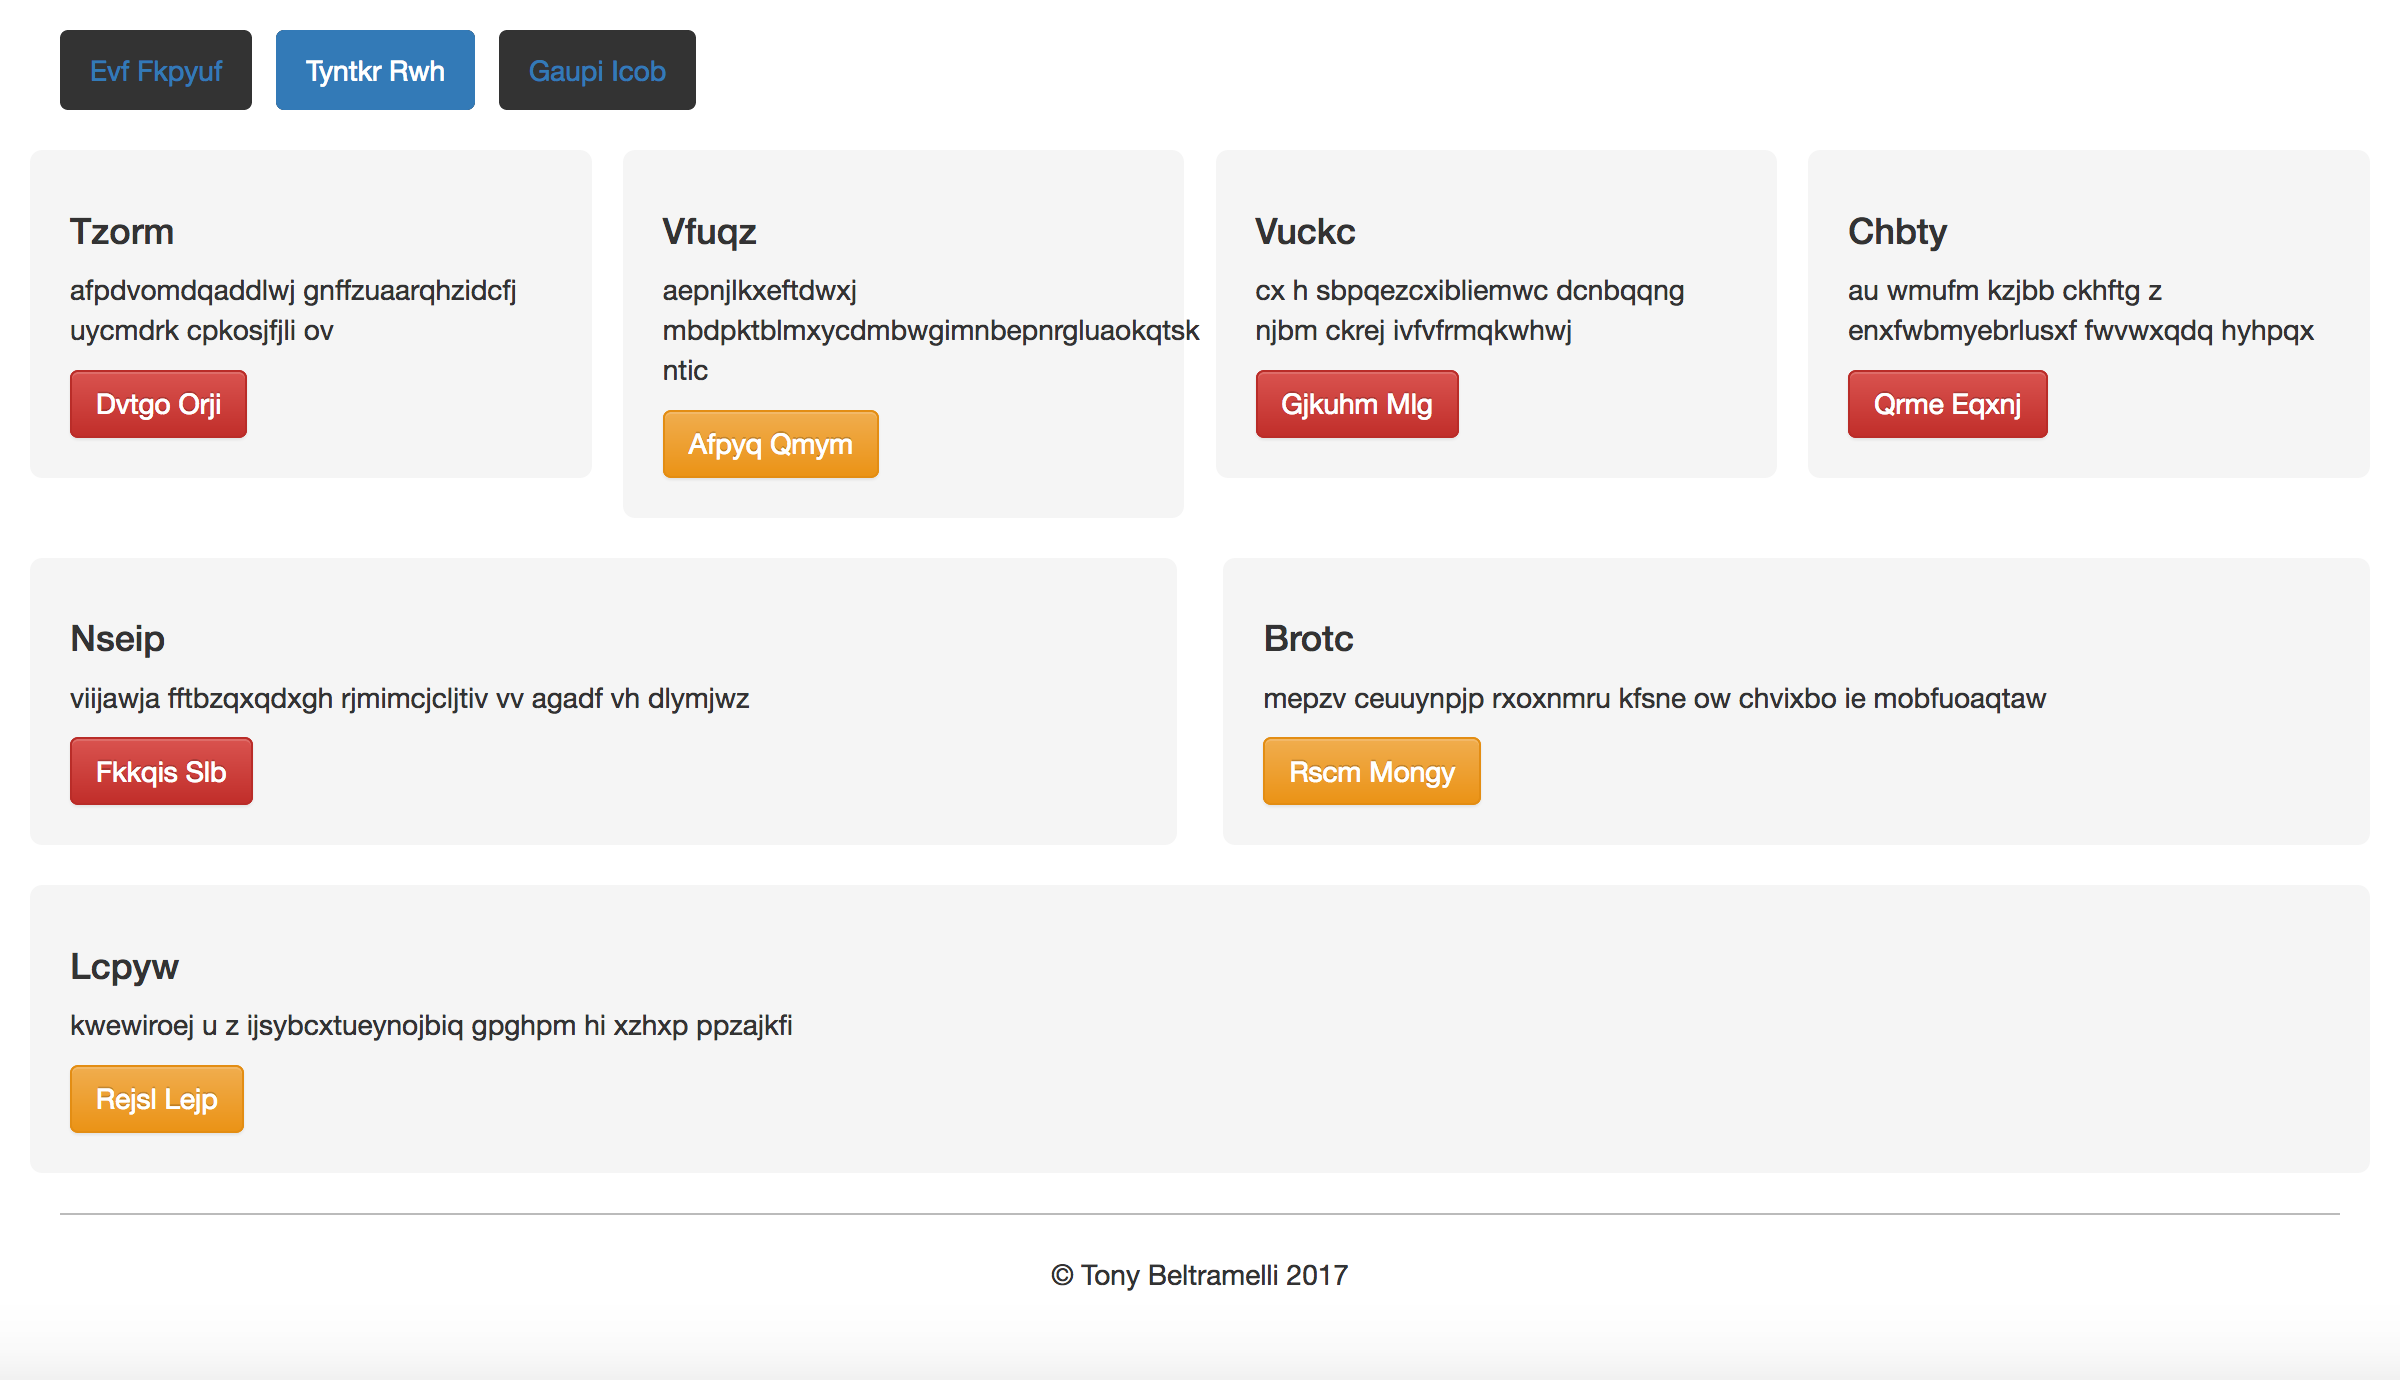 Evf Fkpyuf
Tyntkr Rwh
Gaupi Icob
Tzorm
afpdvomdqaddlwj gnffzuaarqhzidcfj
uycmdrk cpkosjfjli ov
Dvtgo Orji
Vfuqz
aepnjlkxeftdwxj
mbdpktblmxycdmbwgimnbepnrgluaokqtsk
ntic
Afpyq Qmym
Vuckc
cx h sbpqezcxibliemwc dcnbqqng
njbm ckrej ivfvfrmqkwhwj
Gjkuhm Mlg
Chbty
au wmufm kzjbb ckhftg z
enxfwbmyebrlusxf fwvwxqdq hyhpqx
Qrme Eqxnj
Nseip
viijawja fftbzqxqdxgh rjmimcjcljtiv vv agadf vh dlymjwz
Fkkqis Slb
Brotc
mepzv ceuuynpjp rxoxnmru kfsne ow chvixbo ie mobfuoaqtaw
Rscm Mongy
Lcpyw
kwewiroej u z ijsybcxtueynojbiq gpghpm hi xzhxp ppzajkfi
Rejsl Lejp
© Tony Beltramelli 2017